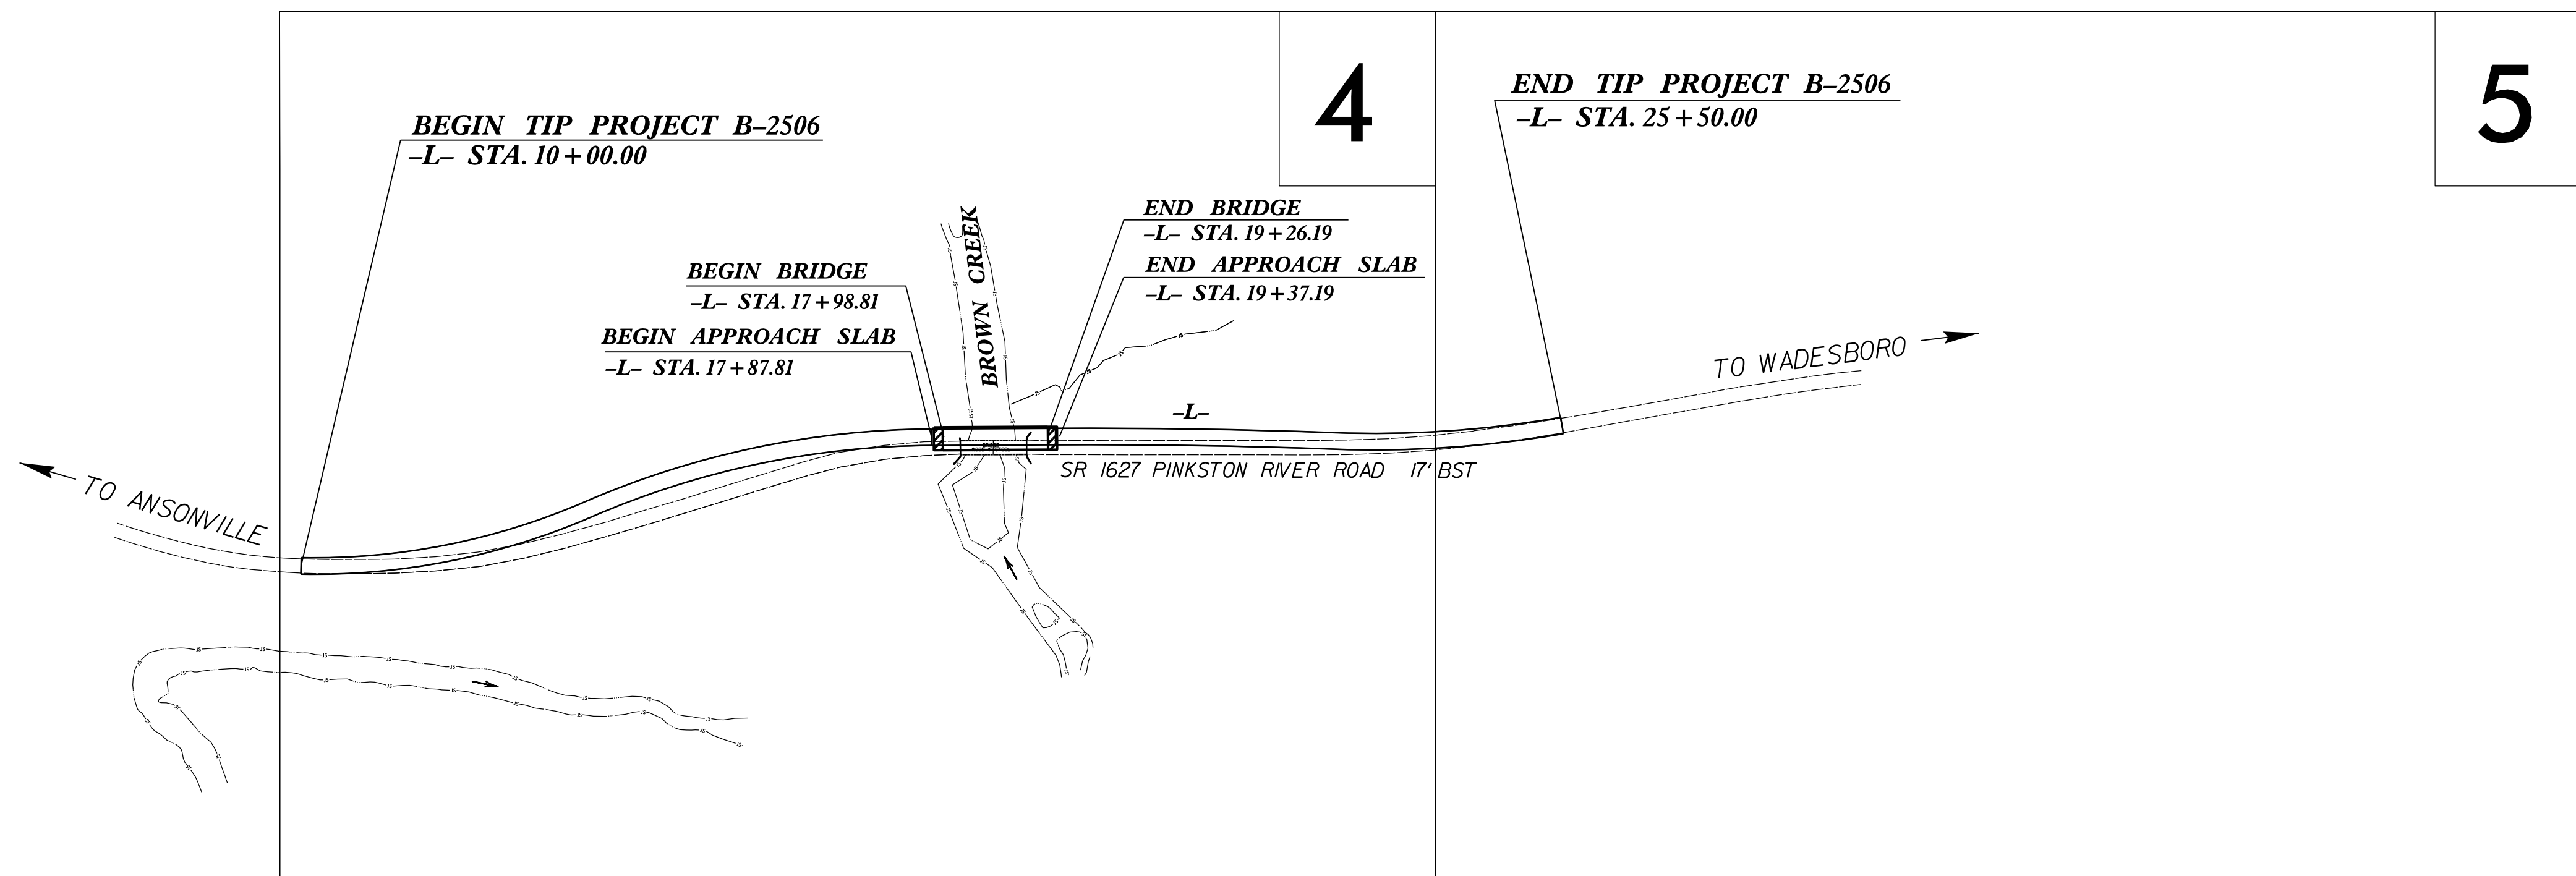 4
5
BEGIN TIP PROJECT B–2506
–L– STA. 10+00.00
END TIP PROJECT B–2506
–L– STA. 25+50.00
END BRIDGE
–L– STA. 19+26.19
END APPROACH SLAB
–L– STA. 19+37.19
BEGIN BRIDGE
–L– STA. 17+98.81
BEGIN APPROACH SLAB
–L– STA. 17+87.81
BROWN CREEK
–L–
TO WADESBORO
SR 1627 PINKSTON RIVER ROAD 17' BST
TO ANSONVILLE